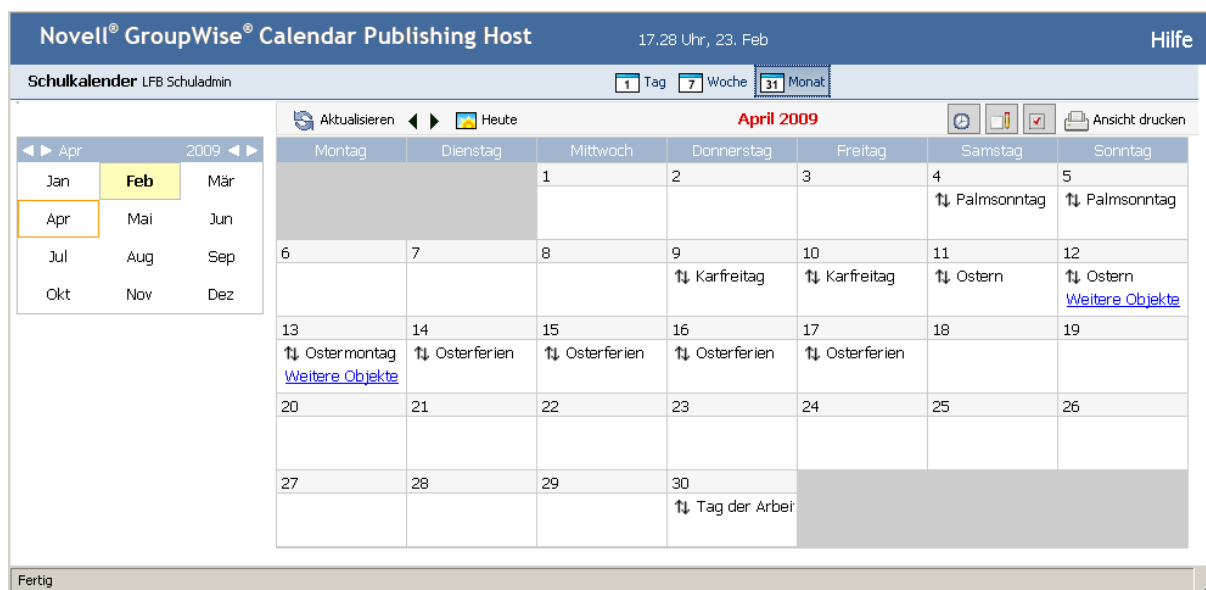 Novell® GroupWise® Calendar Publishing Host 17.28 Uhr, 23. Feb Hilfe
Schulkalender LFB Schuladmin 1 Tag 7 Woche 31 Monat
Aktualisieren Heute April 2009 Ansicht drucken
Apr 2009
Jan Feb Mär
Apr Mai Jun
Jul Aug Sep
Okt Nov Dez
Montag Dienstag Mittwoch Donnerstag Freitag Samstag Sonntag
1 2 3 4 5
Palmsonntag Palmsonntag
6 7 8 9 10 11 12
Karfreitag Karfreitag Ostern Ostern
Weitere Objekte
13 14 15 16 17 18 19
Ostermontag Osterferien Osterferien Osterferien Osterferien
Weitere Objekte
20 21 22 23 24 25 26
27 28 29 30
Tag der Arbei
Fertig